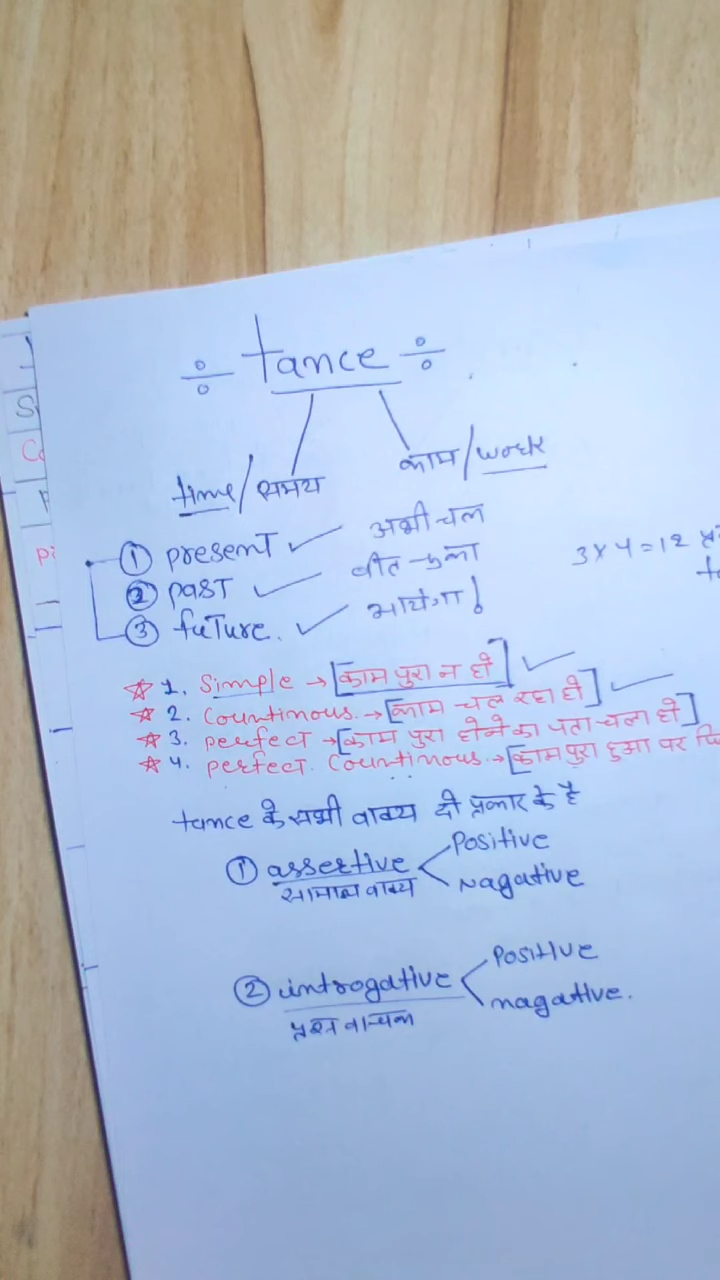 ÷ tance ÷
time/समय काम/work
① present ✓ अभी चल
② past ✓ बीत चुका
③ future. ✓ आयेगा!
3 x 4 = 12
☆ 1. Simple → [काम पुरा न हो] ✓
☆ 2. Countinous. → [काम चल रहा हो] ✓
☆ 3. perfect → [काम पुरा होने का पता चला हो]
☆ 4. perfect Countinous. → [काम पुरा हुआ पर
tance के सभी वाक्य दो प्रकार के है
① assertive Positive
सामान्य वाक्य Nagative
② introgative Positive
प्रश्न वाचक nagative.